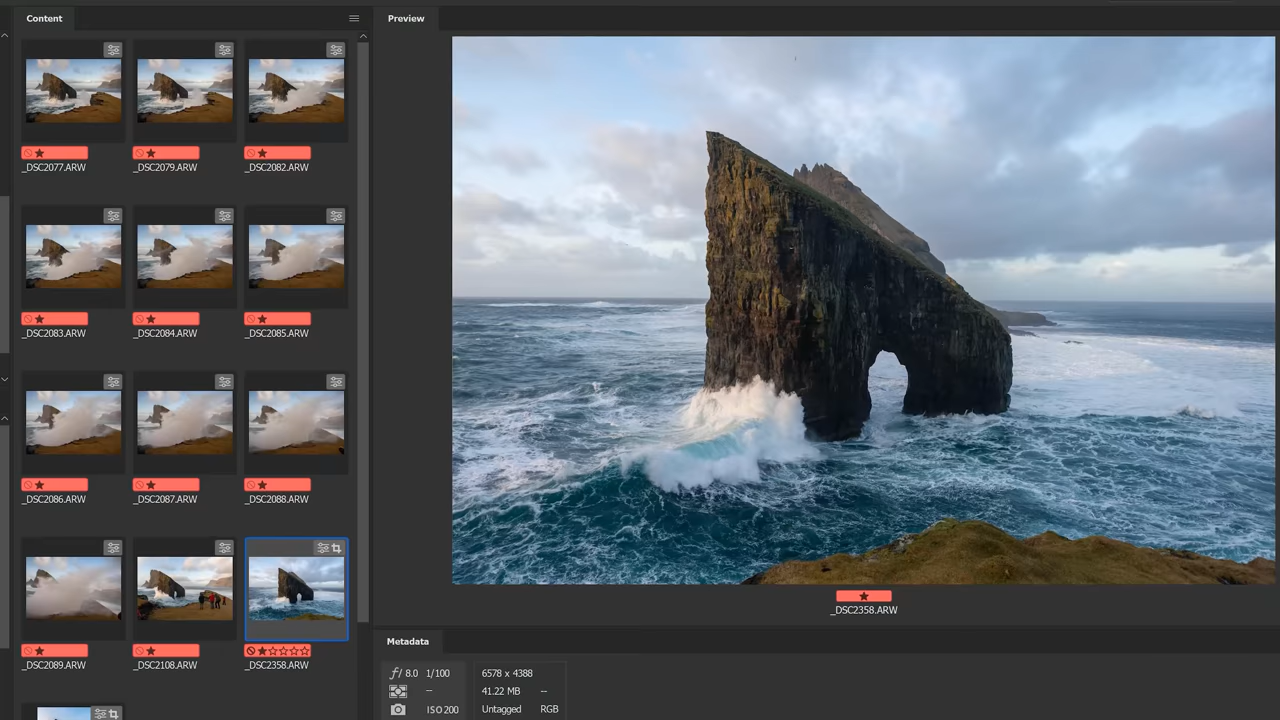 Content
Preview
_DSC2077.ARW
_DSC2079.ARW
_DSC2082.ARW
_DSC2083.ARW
_DSC2084.ARW
_DSC2085.ARW
_DSC2086.ARW
_DSC2087.ARW
_DSC2088.ARW
_DSC2089.ARW
_DSC2108.ARW
_DSC2358.ARW
_DSC2358.ARW
Metadata
f/ 8.0 1/100
--
ISO 200
6578 x 4388
41.22 MB --
Untagged RGB